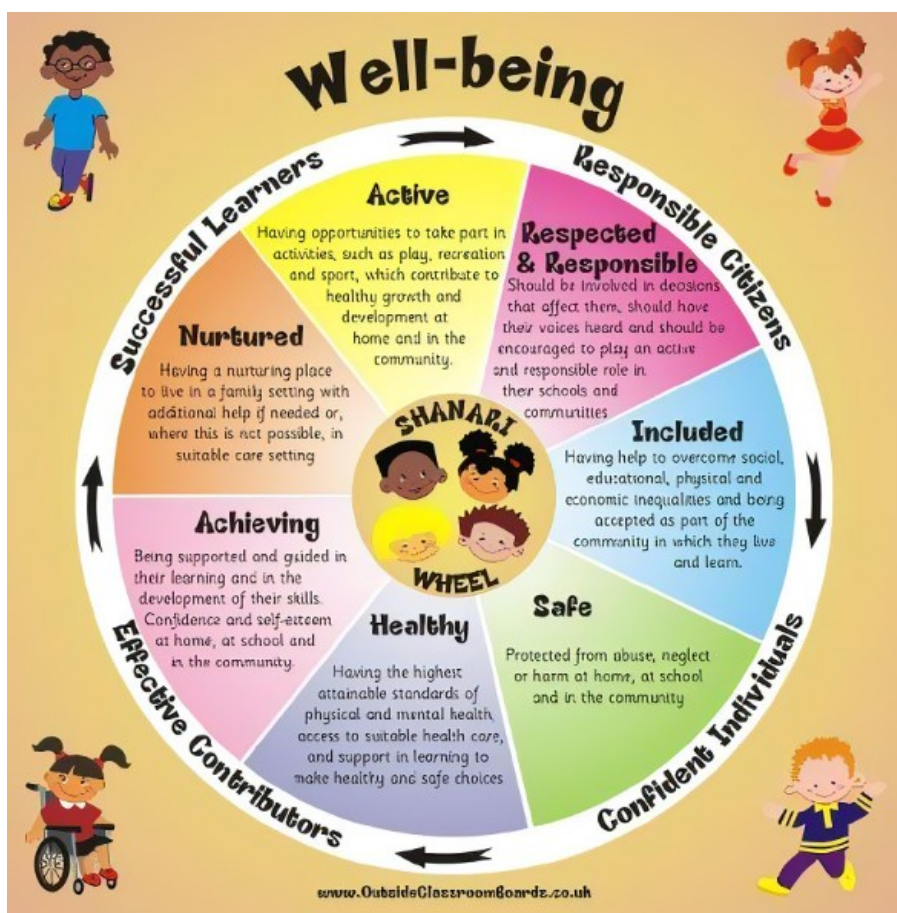 Well-being
Successful Learners
Responsible Citizens
Active
Having opportunities to take part in
activities, such as play, recreation
and sport, which contribute to
healthy growth and
development at
home and in the
community.
Respected
& Responsible
Should be involved in decisions
that affect them, should have
their voices heard and should be
encouraged to play an active
and responsible role in
their schools and
communities
Nurtured
Having a nurturing place
to live in a family setting with
additional help if needed or,
where this is not possible, in
suitable care setting
Included
Having help to overcome social,
educational, physical and
economic inequalities and being
accepted as part of the
community in which they live
and learn.
SHANARI
WHEEL
Achieving
Being supported and guided in
their learning and in the
development of their skills.
Confidence and self-esteem
at home, at school and
in the community.
Healthy
Having the highest
attainable standards of
physical and mental health,
access to suitable health care,
and support in learning to
make healthy and safe choices
Safe
Protected from abuse, neglect
or harm at home, at school
and in the community
Effective Contributors
Confident Individuals
www.OutsideClassroomBoards.co.uk